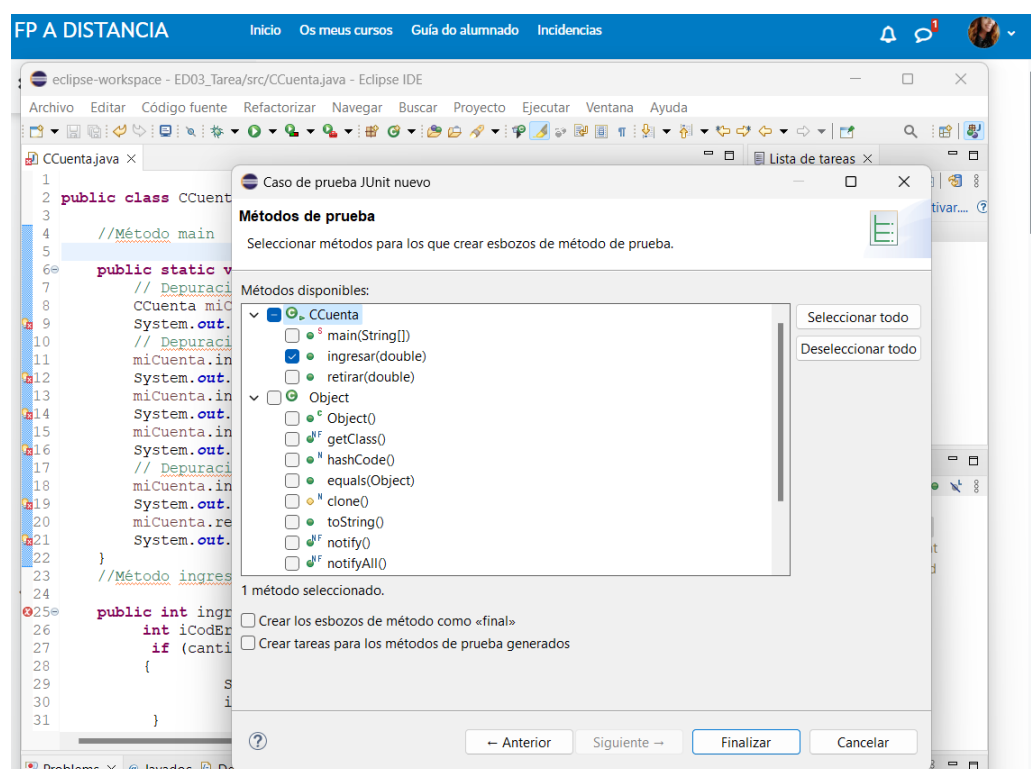 FP A DISTANCIA Inicio Os meus cursos Guía do alumnado Incidencias 1
eclipse-workspace - ED03_Tarea/src/CCuenta.java - Eclipse IDE
Archivo Editar Código fuente Refactorizar Navegar Buscar Proyecto Ejecutar Ventana Ayuda
CCuenta.java Lista de tareas
Caso de prueba JUnit nuevo
Métodos de prueba
Seleccionar métodos para los que crear esbozos de método de prueba.
Métodos disponibles:
CCuenta
main(String[])
ingresar(double)
retirar(double)
Object
Object()
getClass()
hashCode()
equals(Object)
clone()
toString()
notify()
notifyAll()
Seleccionar todo
Deseleccionar todo
1 método seleccionado.
Crear los esbozos de método como «final»
Crear tareas para los métodos de prueba generados
← Anterior Siguiente → Finalizar Cancelar
1
2 public class CCuent
3
4 //Método main
5
6 public static v
7 // Depuraci
8 CCuenta miC
9 System.out.
10 // Depuraci
11 miCuenta.in
12 System.out.
13 miCuenta.in
14 System.out.
15 miCuenta.in
16 System.out.
17 // Depuraci
18 miCuenta.in
19 System.out.
20 miCuenta.re
21 System.out.
22 }
23 //Método ingres
24
25 public int ingr
26 int iCodEr
27 if (canti
28 {
29 S
30 i
31 }
tivar....
Problems Javadoc De